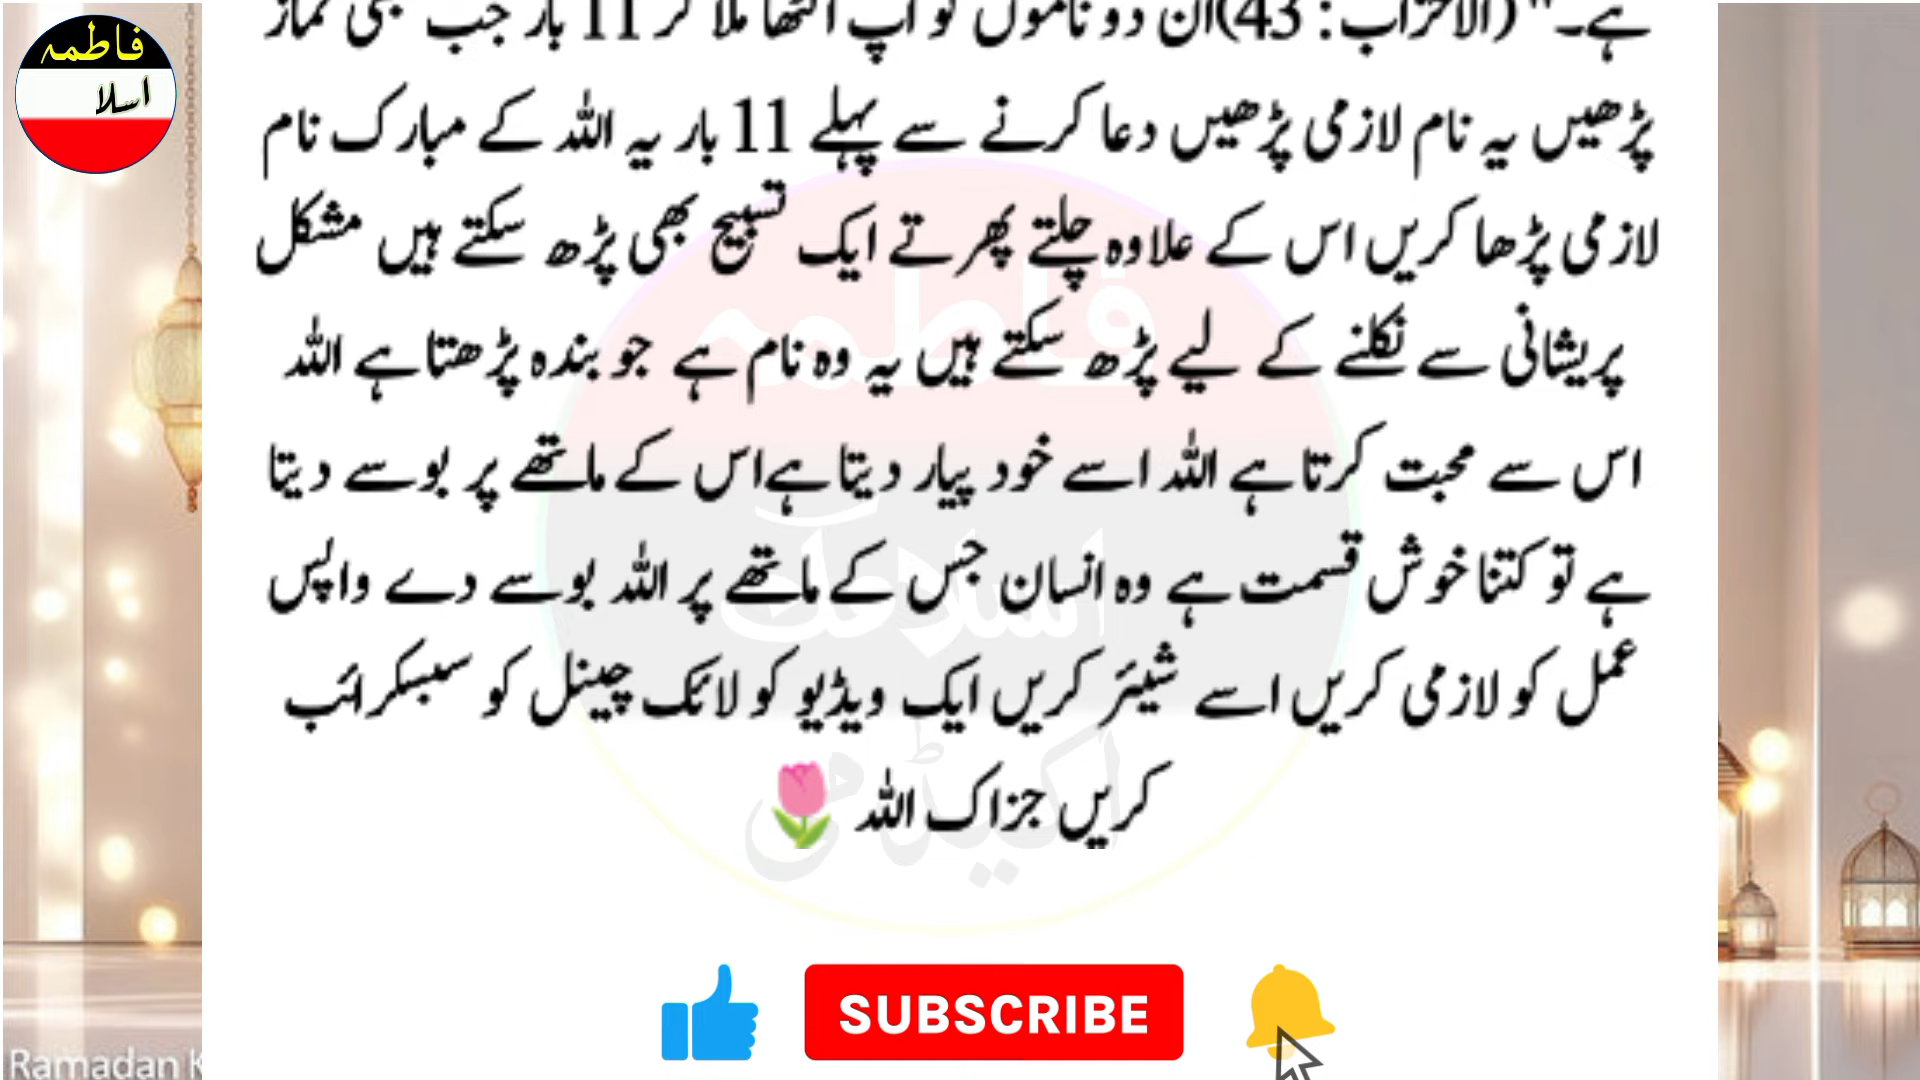 فاطمہ
اسلا
ہے۔" (الاحزاب: 43)ان دو ناموں کو آپ اکٹھا ملا کر 11 بار جب بھی نماز
پڑھیں یہ نام لازمی پڑھیں دعا کرنے سے پہلے 11 بار یہ اللہ کے مبارک نام
لازمی پڑھا کریں اس کے علاوہ چلتے پھرتے ایک تسبیح بھی پڑھ سکتے ہیں مشکل
پریشانی سے نکلنے کے لیے پڑھ سکتے ہیں یہ وہ نام ہے جو بندہ پڑھتا ہے اللہ
اس سے محبت کرتا ہے اللہ اسے خود پیار دیتا ہے اس کے ماتھے پر بوسے دیتا
ہے تو کتنا خوش قسمت ہے وہ انسان جس کے ماتھے پر اللہ بوسے دے واپس
عمل کو لازمی کریں اسے شیئر کریں ایک ویڈیو کو لائک چینل کو سبسکرائب
کریں جزاک اللہ 🌷
فاطمہ
اسلامک
اکیڈمی
SUBSCRIBE
Ramadan K